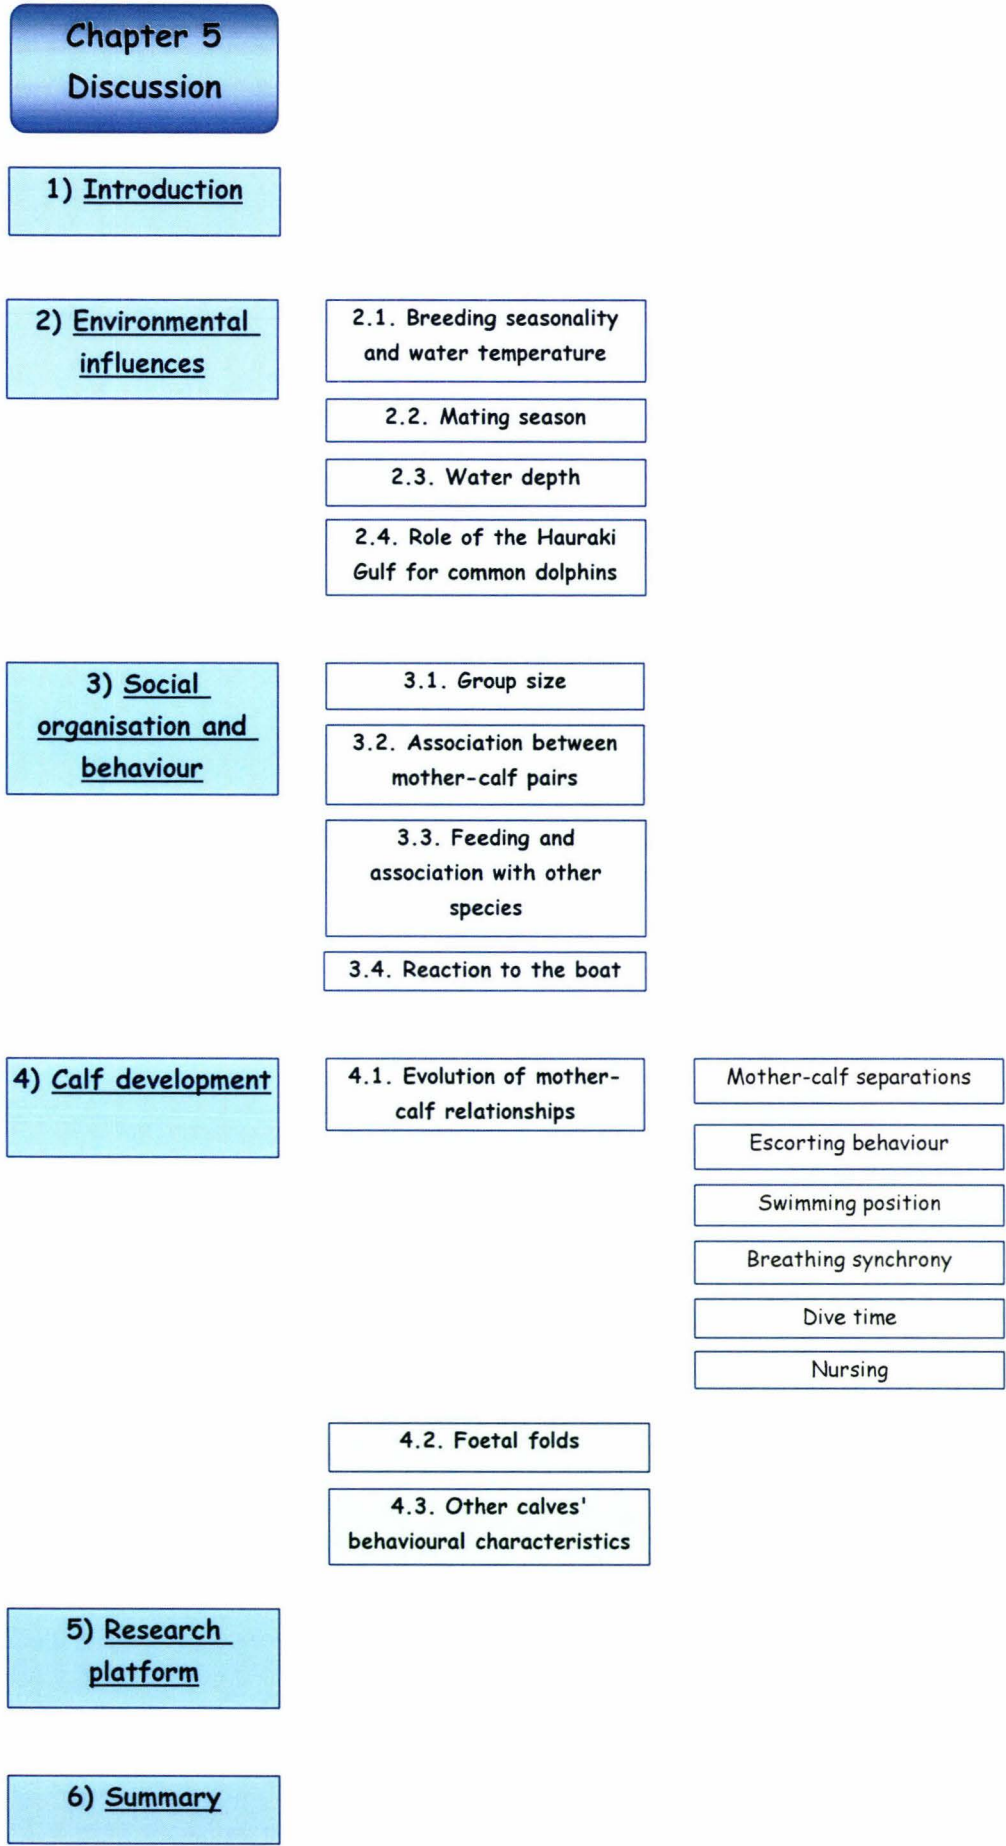 Chapter 5
Discussion
1) Introduction
2) Environmental
influences
2.1. Breeding seasonality
and water temperature
2.2. Mating season
2.3. Water depth
2.4. Role of the Hauraki
Gulf for common dolphins
3) Social
organisation and
behaviour
3.1. Group size
3.2. Association between
mother-calf pairs
3.3. Feeding and
association with other
species
3.4. Reaction to the boat
4) Calf development
4.1. Evolution of mother-
calf relationships
Mother-calf separations
Escorting behaviour
Swimming position
Breathing synchrony
Dive time
Nursing
4.2. Foetal folds
4.3. Other calves'
behavioural characteristics
5) Research
platform
6) Summary